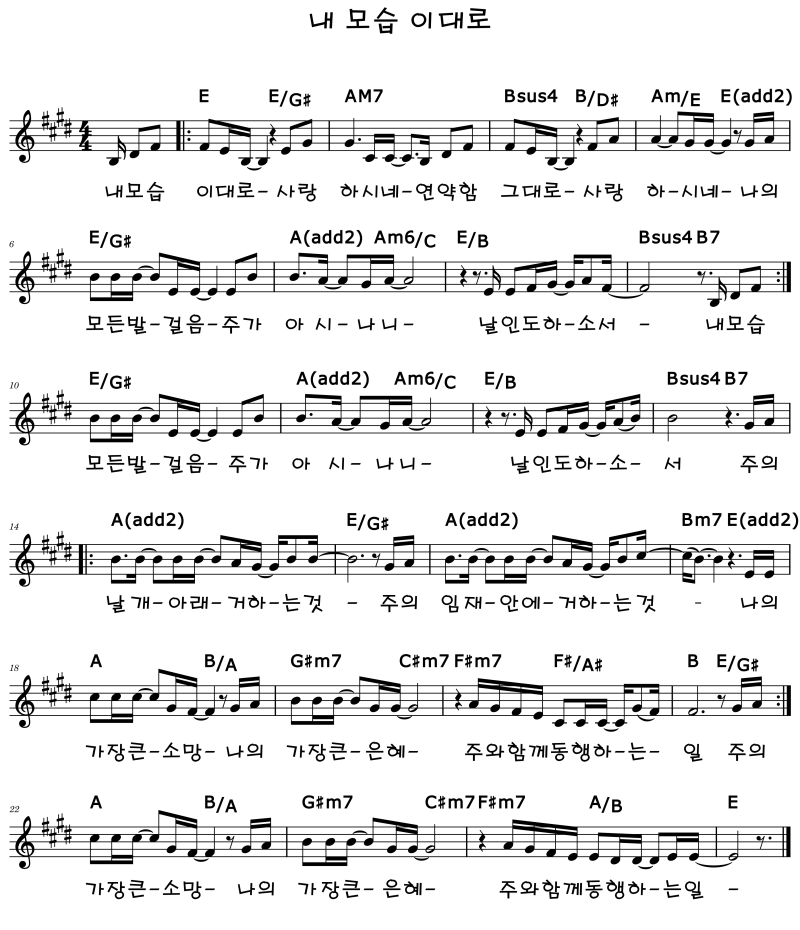 내 모습 이대로
E E/G♯ AM7 Bsus4 B/D♯ Am/E E(add2)
4
4
내모습 이대로- 사랑 하시네-연약함 그대로- 사랑 하-시네- 나의
E/G♯ A(add2) Am6/C E/B Bsus4 B7
6
모든발-걸음-주가 아 시- 나니- 날인도하-소서 - 내모습
E/G♯ A(add2) Am6/C E/B Bsus4 B7
10
모든발-걸음- 주가 아 시- 나니- 날인도하-소- 서 주의
A(add2) E/G♯ A(add2) Bm7 E(add2)
14
날개-아래-거하-는것 - 주의 임재-안에-거하-는것 - 나의
A B/A G♯m7 C♯m7 F♯m7 F♯/A♯ B E/G♯
18
가장큰-소망-나의 가장큰-은혜- 주와함께동행하-는-일 주의
A B/A G♯m7 C♯m7 F♯m7 A/B E
22
가장큰-소망- 나의 가장큰-은혜- 주와함께동행하-는일 -